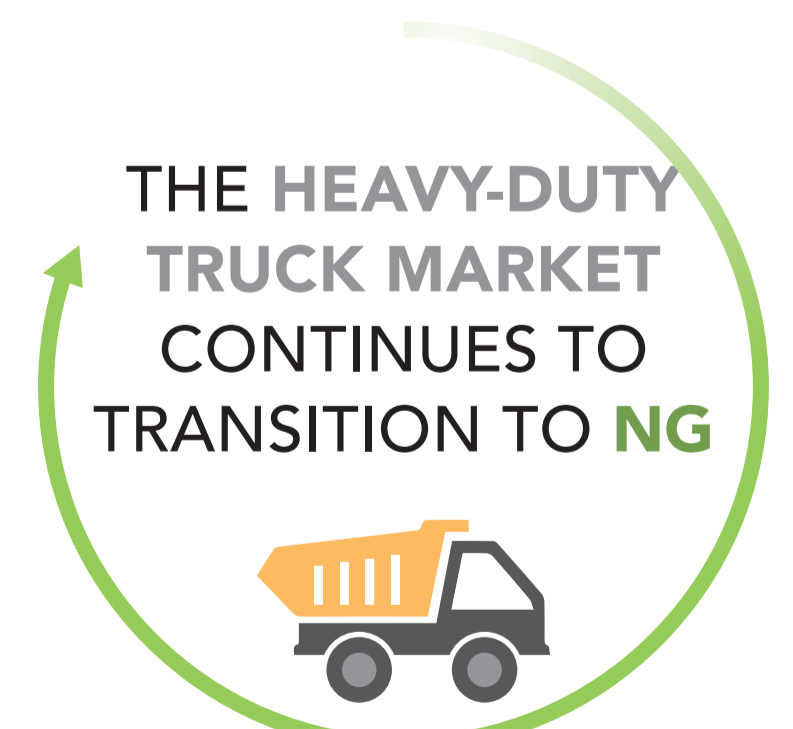 THE HEAVY-DUTY
TRUCK MARKET
CONTINUES TO
TRANSITION TO NG